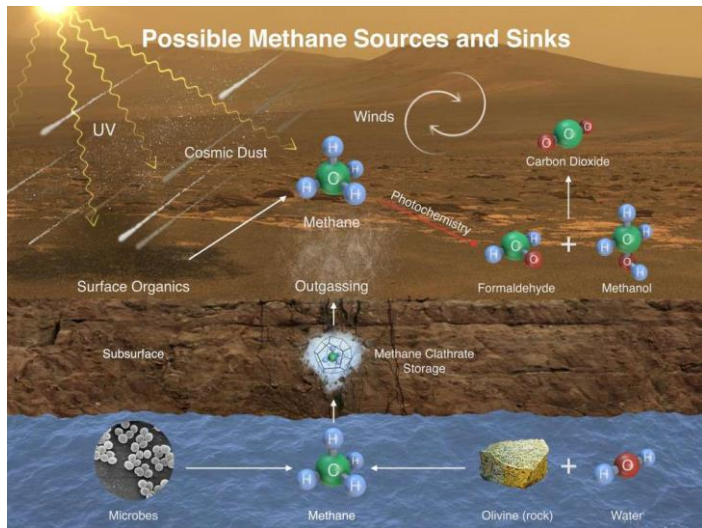 Possible Methane Sources and Sinks
UV
Cosmic Dust
Winds
H
H
H
H
O
Methane
O
O
O
Carbon Dioxide
Photochemistry
H
H
O
O
Formaldehyde
+
H
H
H
O
O
H
Methanol
Surface Organics
Outgassing
Subsurface
Methane Clathrate
Storage
Microbes
H
H
H
H
O
Methane
Olivine (rock)
+
H
O
H
Water